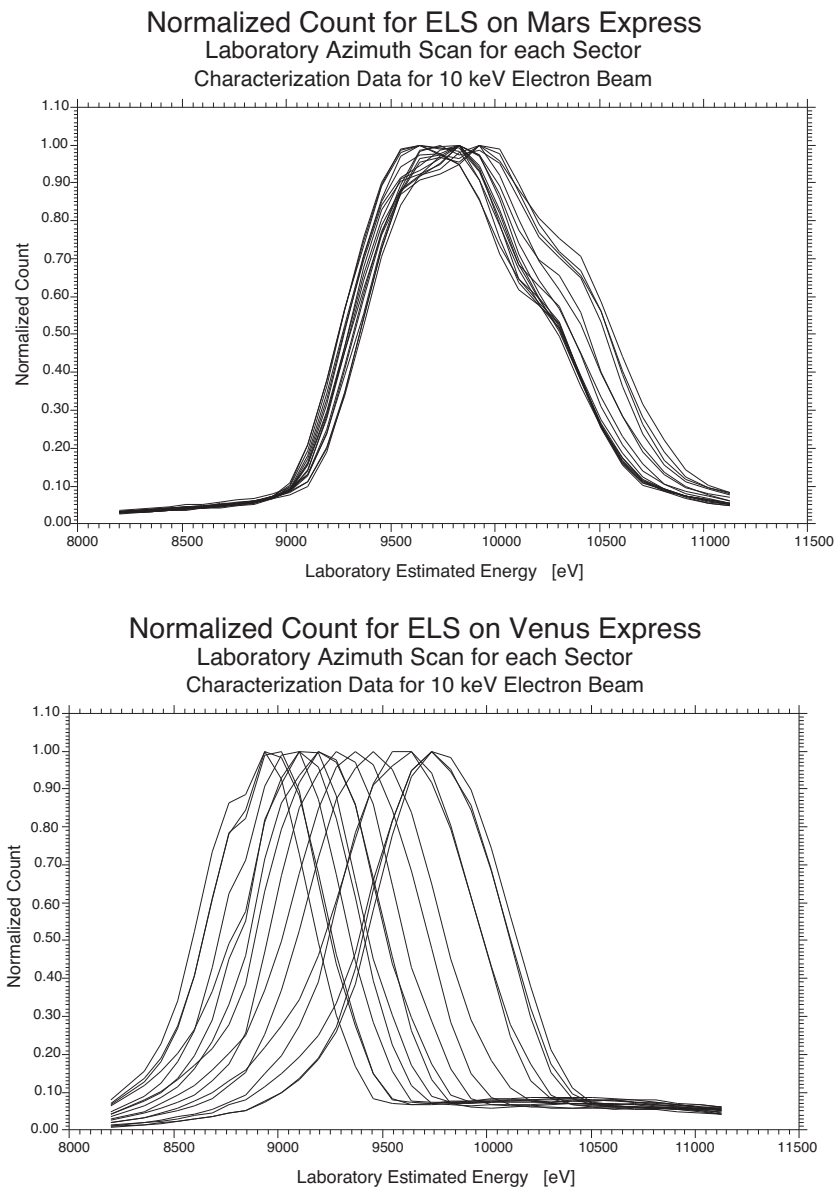 Normalized Count for ELS on Mars Express
Laboratory Azimuth Scan for each Sector
Characterization Data for 10 keV Electron Beam
1.10
1.00
0.90
0.80
0.70
0.60
0.50
0.40
0.30
0.20
0.10
0.00
Normalized Count
8000 8500 9000 9500 10000 10500 11000 11500
Laboratory Estimated Energy [eV]
Normalized Count for ELS on Venus Express
Laboratory Azimuth Scan for each Sector
Characterization Data for 10 keV Electron Beam
1.10
1.00
0.90
0.80
0.70
0.60
0.50
0.40
0.30
0.20
0.10
0.00
Normalized Count
8000 8500 9000 9500 10000 10500 11000 11500
Laboratory Estimated Energy [eV]